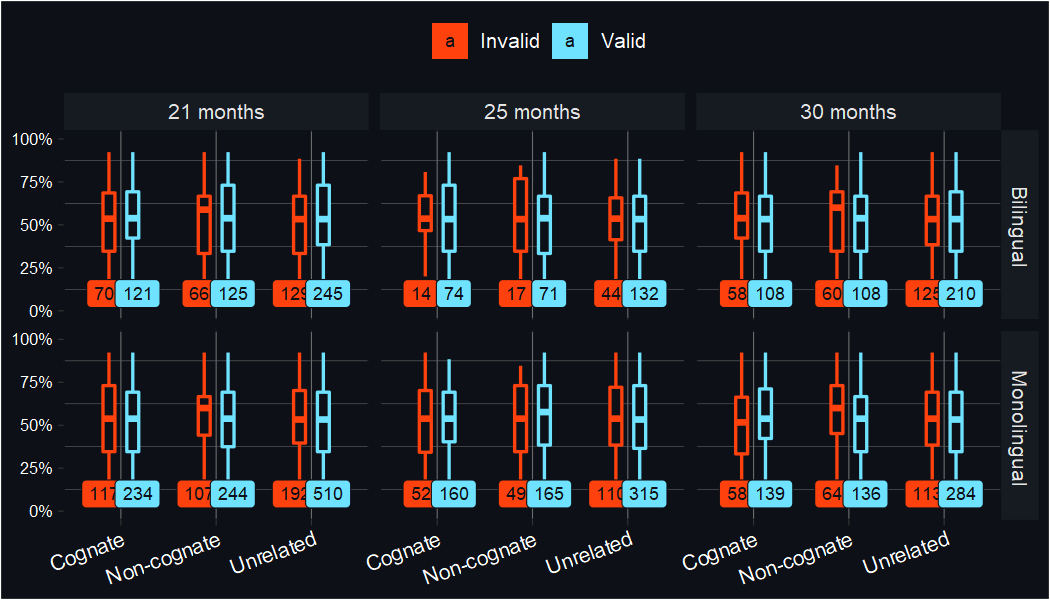 a Invalid a Valid
21 months 25 months 30 months
100%
75%
50%
25%
0%
70 121 66 125 129 245 14 74 17 71 44 132 58 108 60 108 125 210
Bilingual
100%
75%
50%
25%
0%
117 234 107 244 192 510 52 160 49 165 110 315 58 139 64 136 113 284
Monolingual
Cognate Non-cognate Unrelated Cognate Non-cognate Unrelated Cognate Non-cognate Unrelated